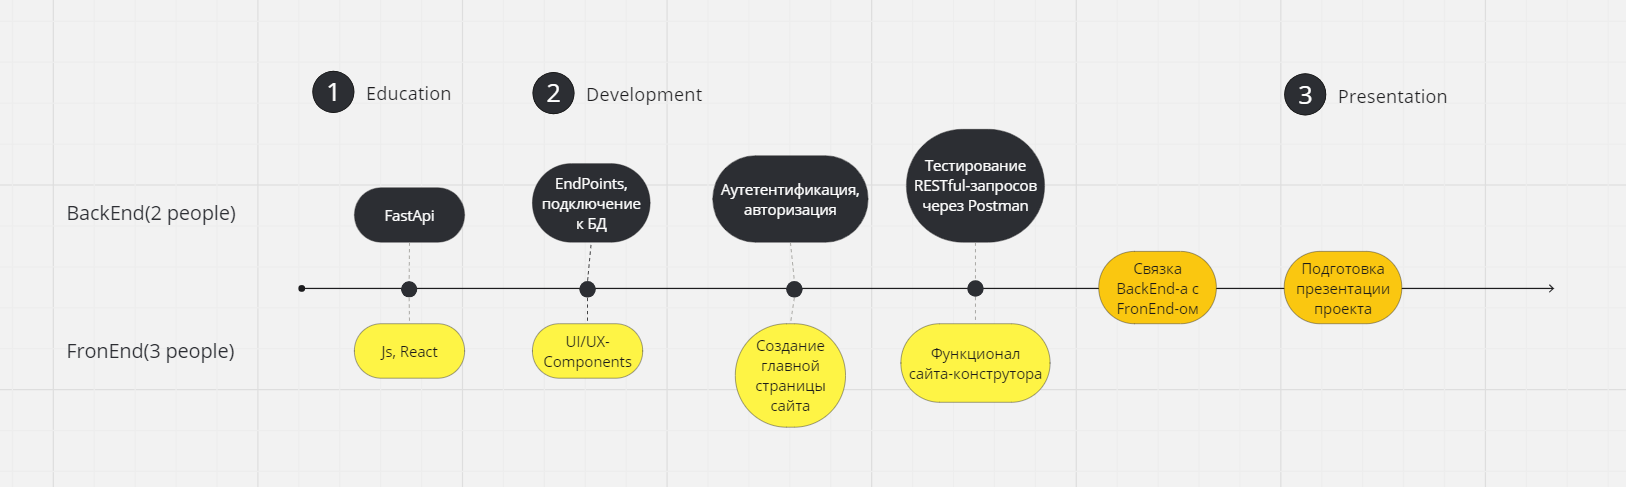 1 Education
2 Development
3 Presentation
BackEnd(2 people)
FastApi
EndPoints,
подключение
к БД
Аутетентификация,
авторизация
Тестирование
RESTful-запросов
через Postman
Связка
BackEnd-а с
FronEnd-ом
Подготовка
презентации
проекта
FronEnd(3 people)
Js, React
UI/UX-
Components
Создание
главной
страницы
сайта
Функционал
сайта-конструтора